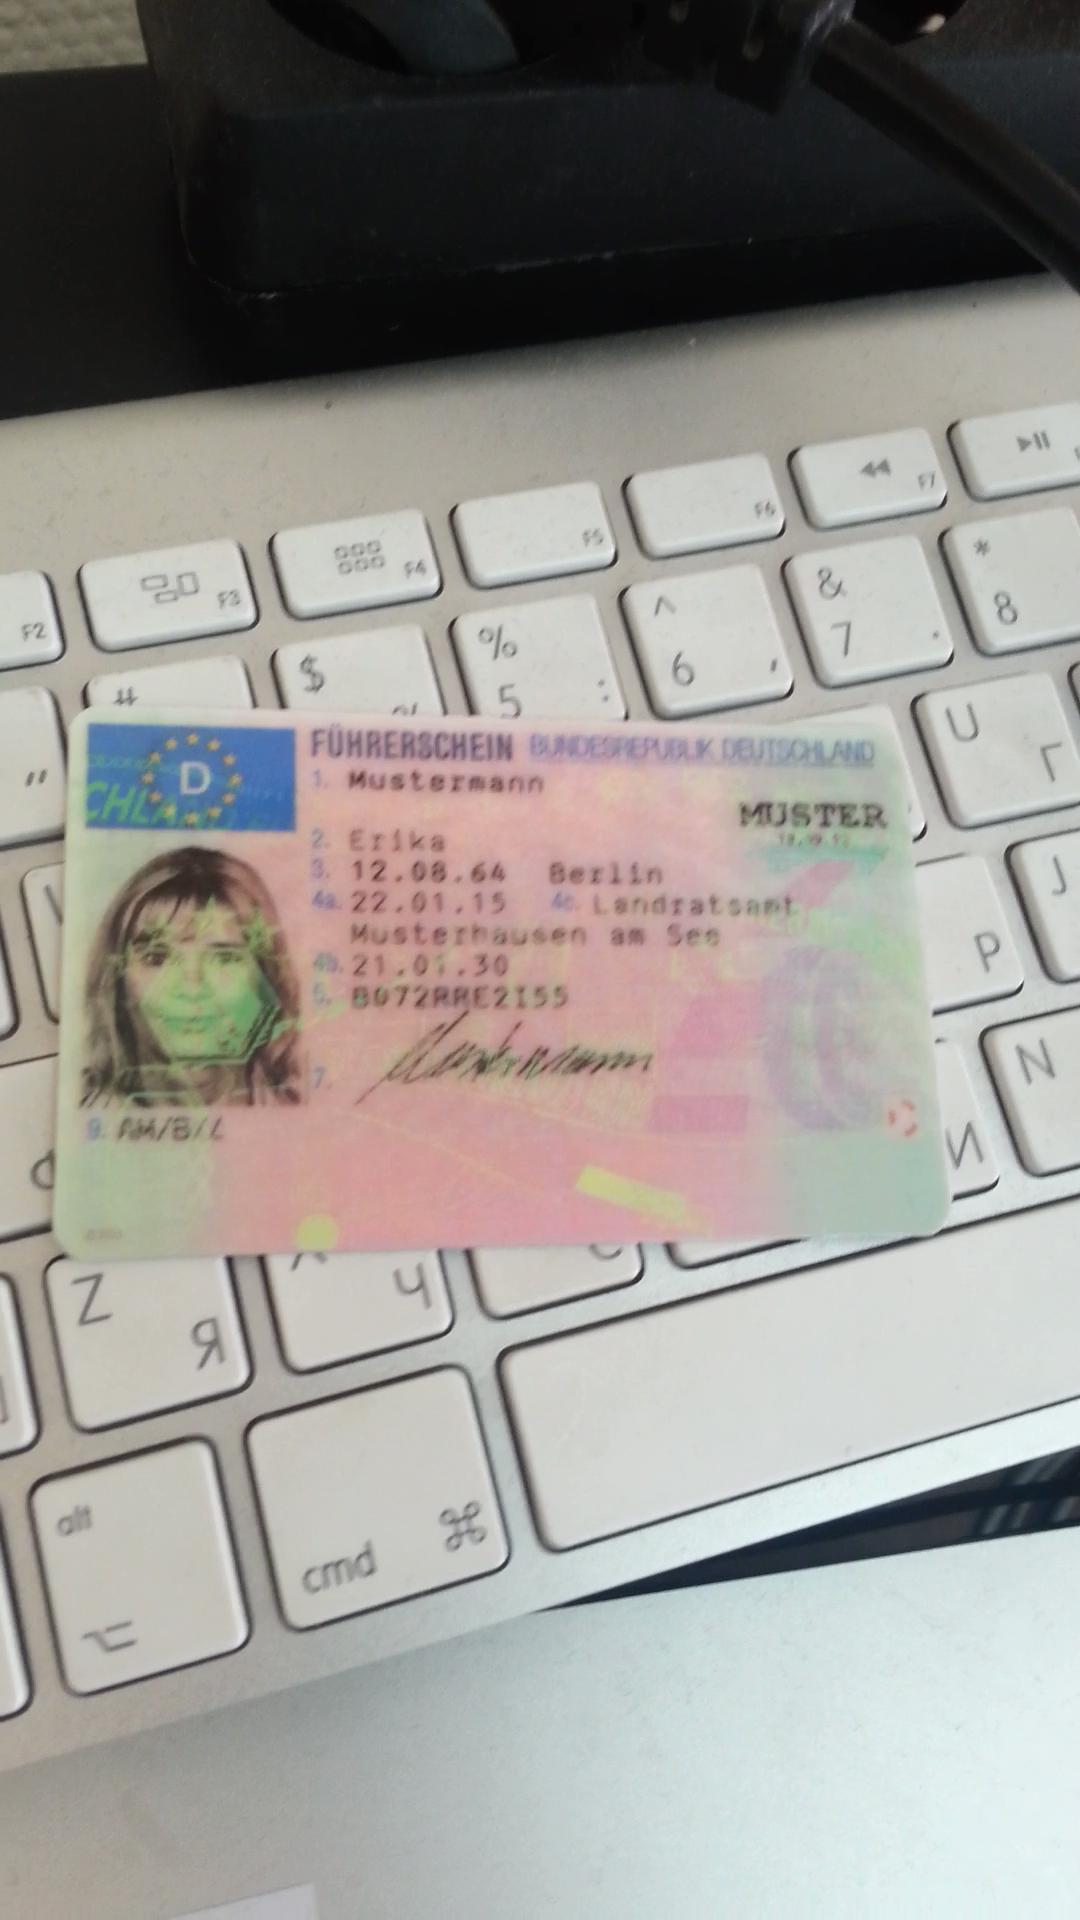 F2
F3
F4
F5
F6
F7
#
$
%
5 :
^
6 ,
&
7 .
*
8
"
U
Г
J
Р
N
И
D
FÜHRERSCHEIN BUNDESREPUBLIK DEUTSCHLAND
1. Mustermann
MUSTER
2. Erika
3. 12.08.64 Berlin
4a. 22.01.15 4c. Landratsamt
Musterhausen am See
4b. 21.01.30
5. B072RRE2I55
7. Mustermann
9. AM/B/L
Z
Я
Ч
alt
cmd ⌘